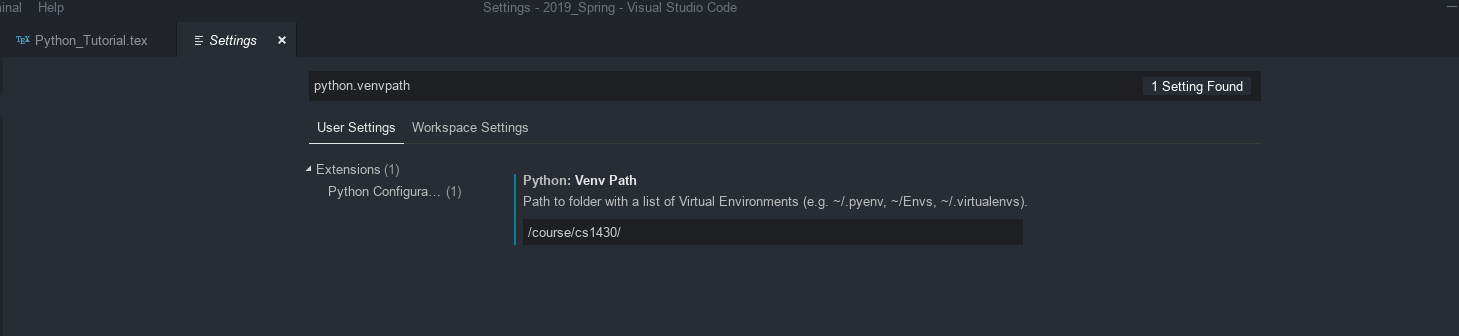 Help
Settings - 2019_Spring - Visual Studio Code
TEX Python_Tutorial.tex
Settings ×
python.venvpath
1 Setting Found
User Settings Workspace Settings
Extensions (1)
Python Configura… (1)
Python: Venv Path
Path to folder with a list of Virtual Environments (e.g. ~/.pyenv, ~/Envs, ~/.virtualenvs).
/course/cs1430/